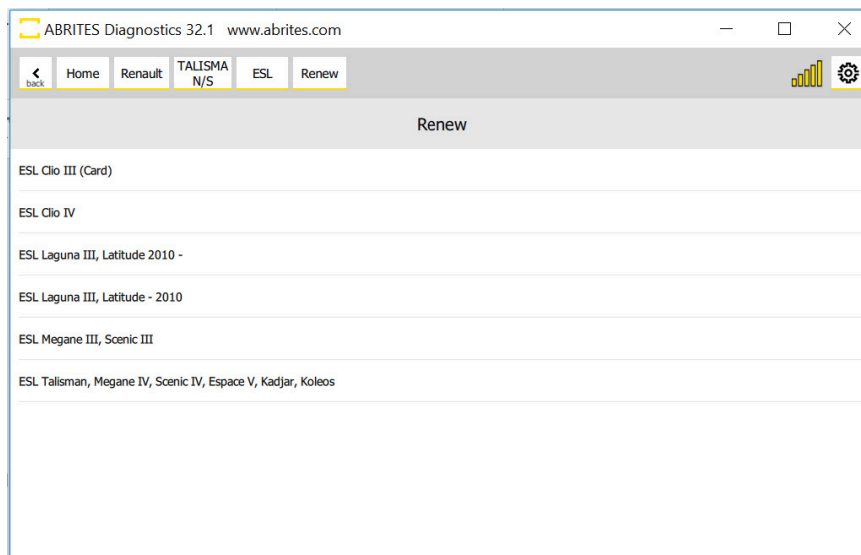 ABRITES Diagnostics 32.1 www.abrites.com
back
Home
Renault
TALISMA
N/S
ESL
Renew
Renew
ESL Clio III (Card)
ESL Clio IV
ESL Laguna III, Latitude 2010 -
ESL Laguna III, Latitude - 2010
ESL Megane III, Scenic III
ESL Talisman, Megane IV, Scenic IV, Espace V, Kadjar, Koleos